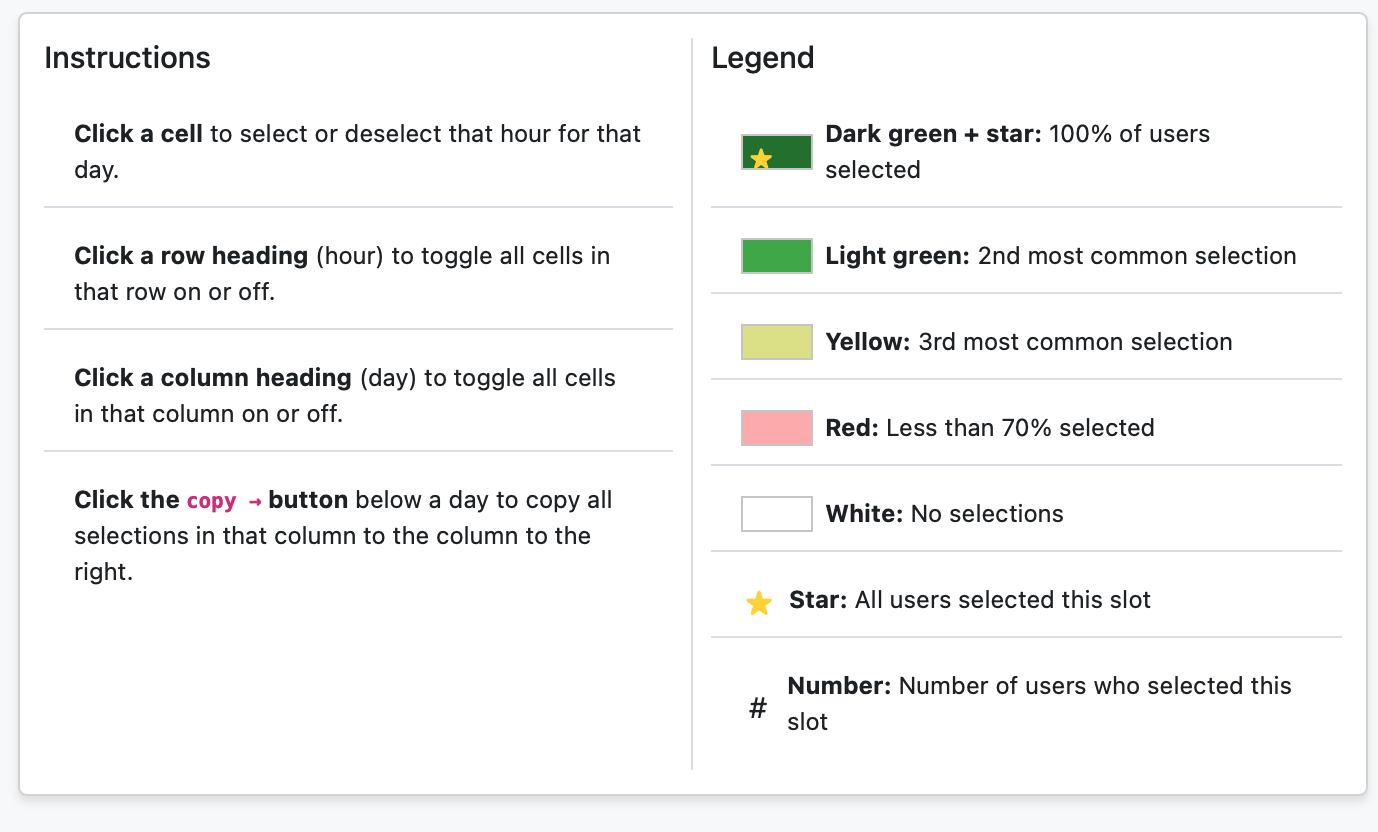 Instructions
Click a cell to select or deselect that hour for that
day.
Click a row heading (hour) to toggle all cells in
that row on or off.
Click a column heading (day) to toggle all cells
in that column on or off.
Click the copy → button below a day to copy all
selections in that column to the column to the
right.
Legend
Dark green + star: 100% of users
selected
Light green: 2nd most common selection
Yellow: 3rd most common selection
Red: Less than 70% selected
White: No selections
Star: All users selected this slot
# Number: Number of users who selected this
slot